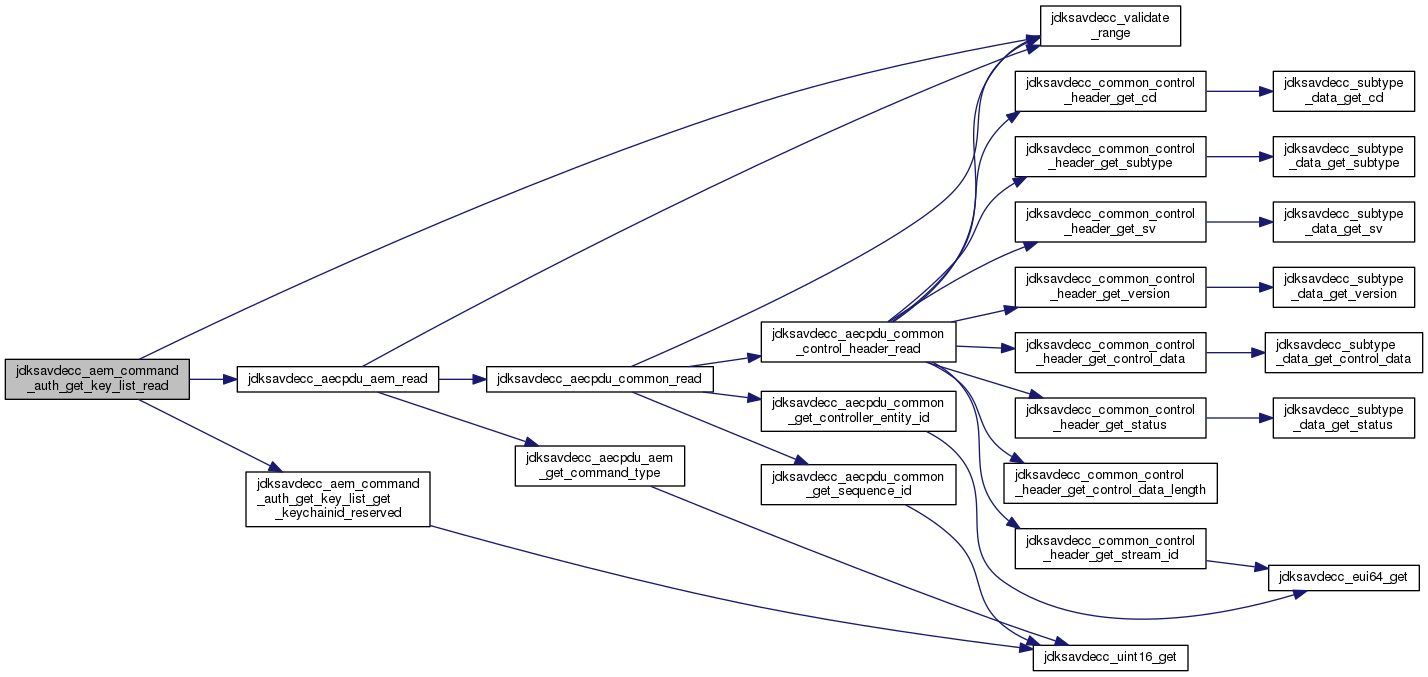 jdksavdecc_aem_command
_auth_get_key_list_read
jdksavdecc_aecpdu_aem_read
jdksavdecc_aem_command
_auth_get_key_list_get
_keychainid_reserved
jdksavdecc_aecpdu_common_read
jdksavdecc_aecpdu_aem
_get_command_type
jdksavdecc_aecpdu_common
_control_header_read
jdksavdecc_aecpdu_common
_get_controller_entity_id
jdksavdecc_aecpdu_common
_get_sequence_id
jdksavdecc_validate
_range
jdksavdecc_common_control
_header_get_cd
jdksavdecc_common_control
_header_get_subtype
jdksavdecc_common_control
_header_get_sv
jdksavdecc_common_control
_header_get_version
jdksavdecc_common_control
_header_get_control_data
jdksavdecc_common_control
_header_get_status
jdksavdecc_common_control
_header_get_control_data_length
jdksavdecc_common_control
_header_get_stream_id
jdksavdecc_uint16_get
jdksavdecc_subtype
_data_get_cd
jdksavdecc_subtype
_data_get_subtype
jdksavdecc_subtype
_data_get_sv
jdksavdecc_subtype
_data_get_version
jdksavdecc_subtype
_data_get_control_data
jdksavdecc_subtype
_data_get_status
jdksavdecc_eui64_get